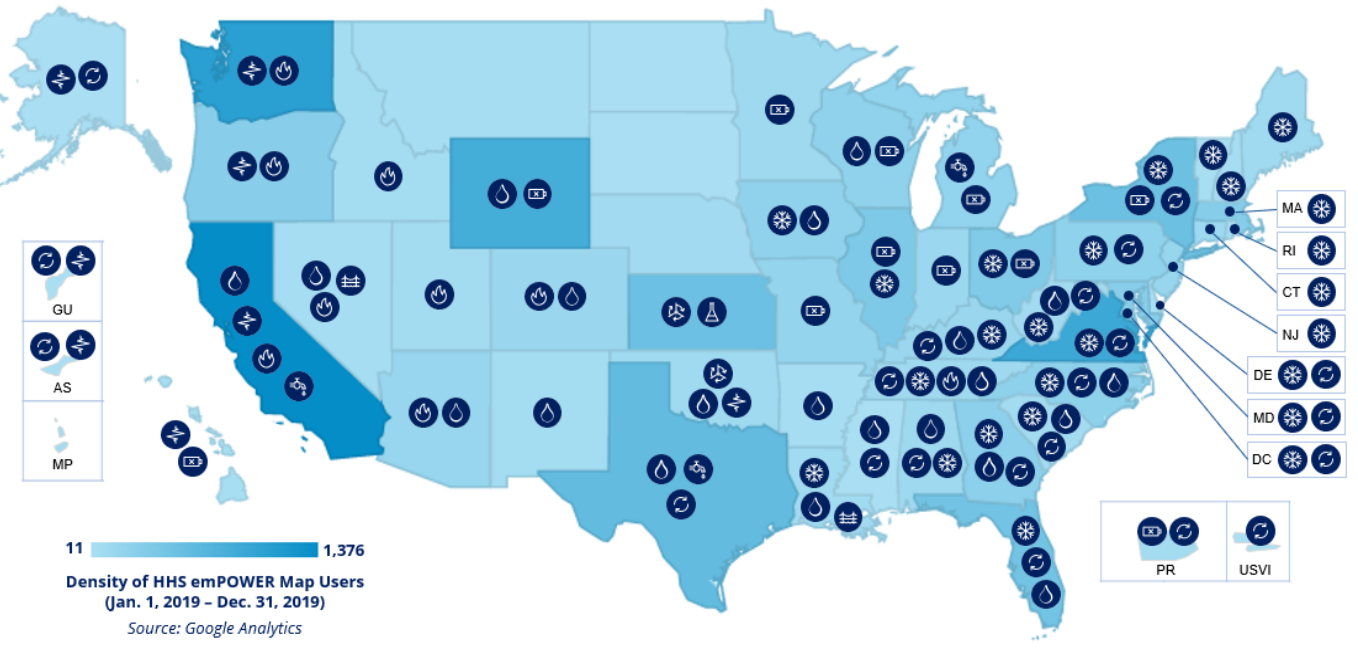 MA
RI
CT
NJ
DE
MD
DC
GU
AS
MP
PR
USVI
11
1,376
Density of HHS emPOWER Map Users
(Jan. 1, 2019 – Dec. 31, 2019)
Source: Google Analytics